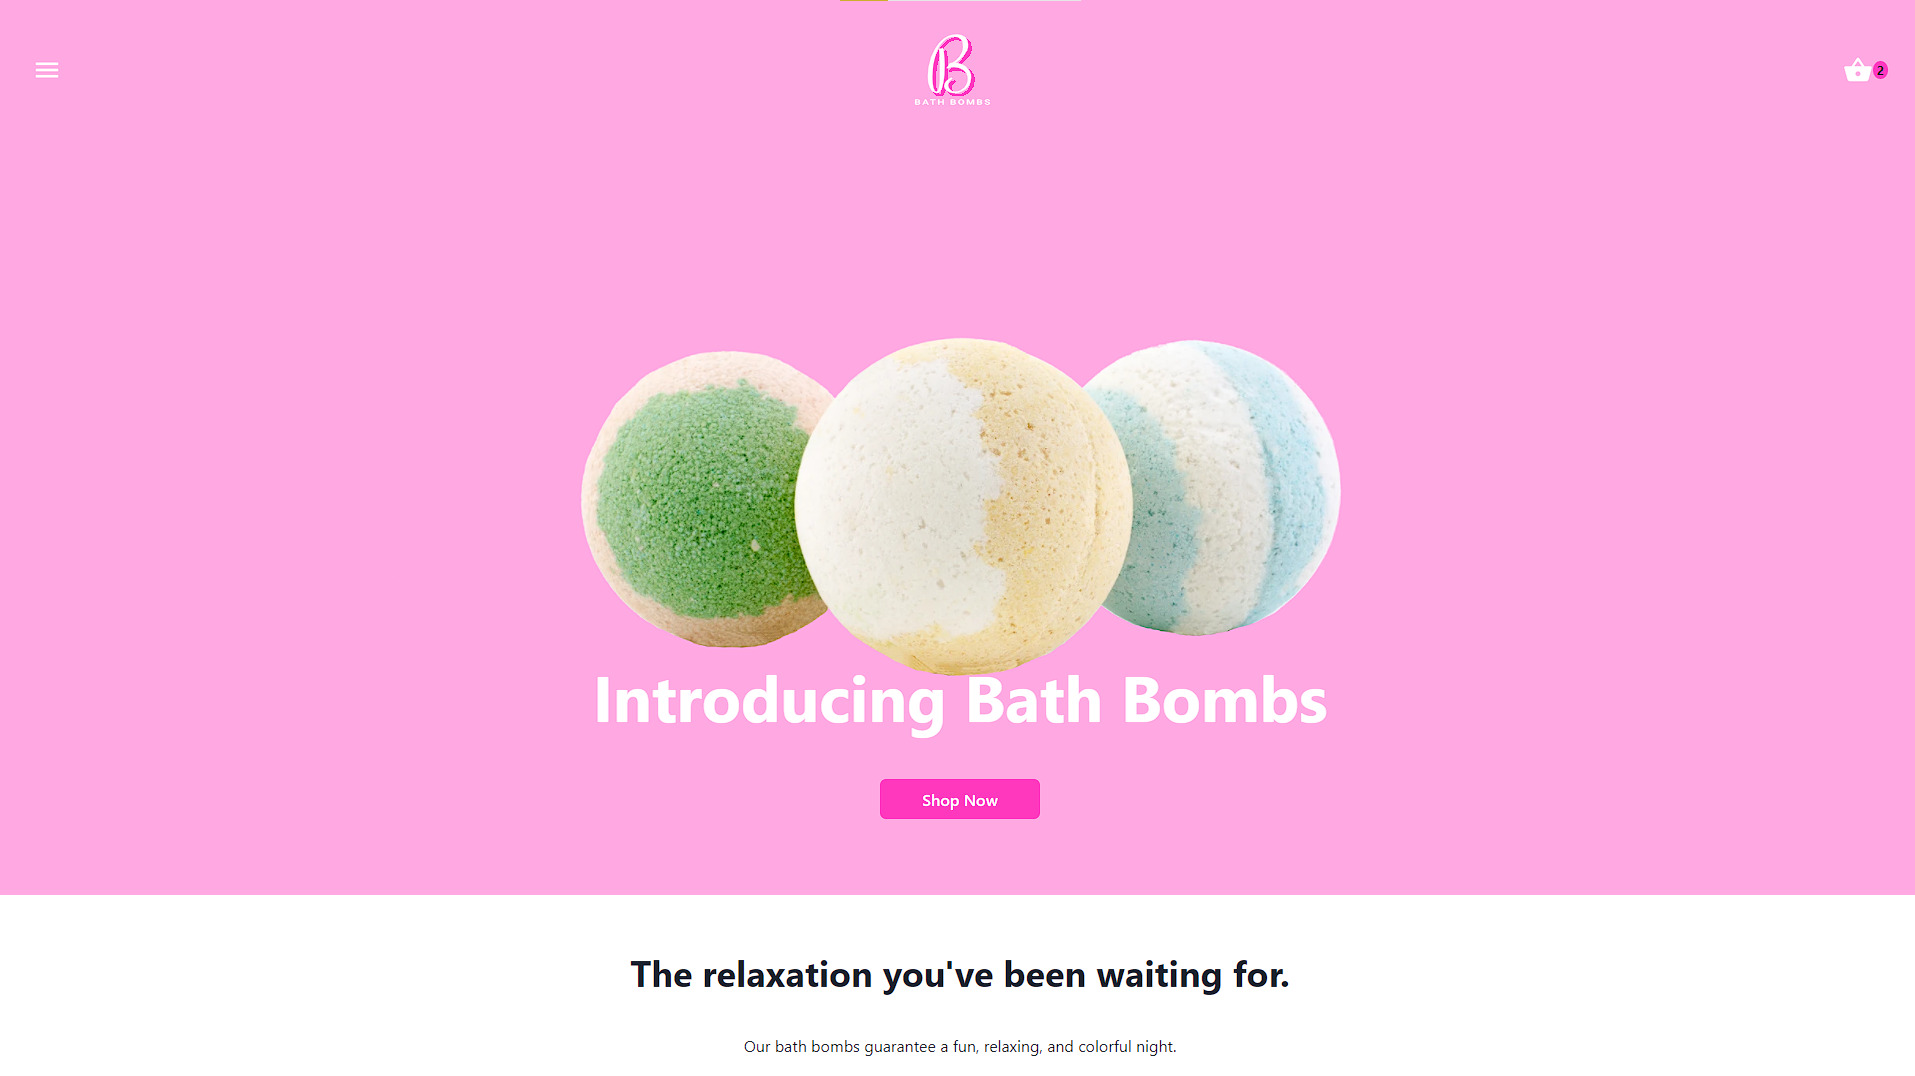 B
BATH BOMBS
2
Introducing Bath Bombs
Shop Now
The relaxation you've been waiting for.
Our bath bombs guarantee a fun, relaxing, and colorful night.